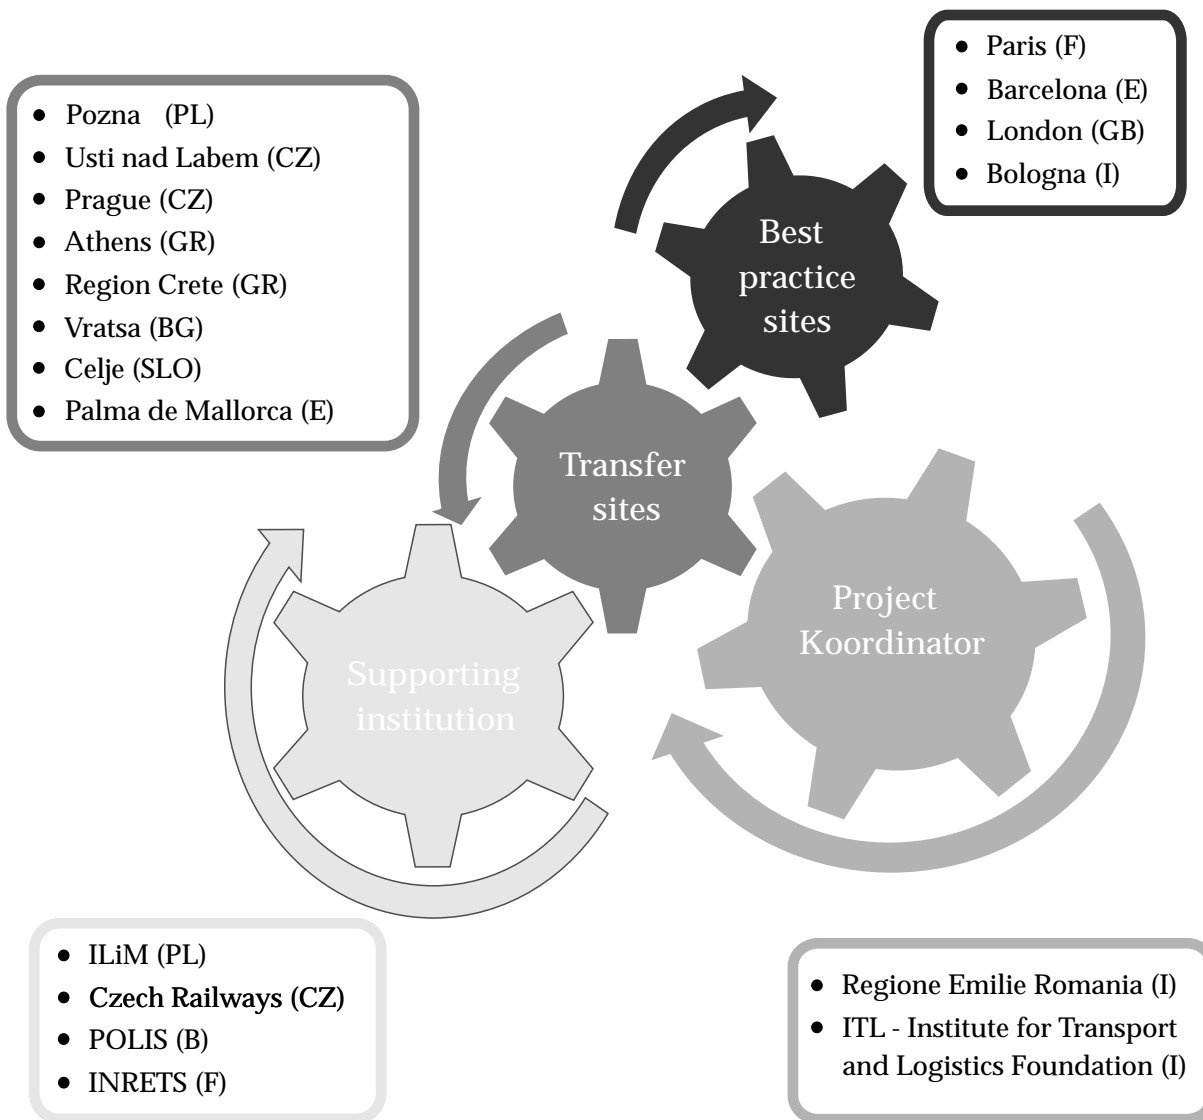 Paris (F)
Barcelona (E)
London (GB)
Bologna (I)
Pozna (PL)
Usti nad Labem (CZ)
Prague (CZ)
Athens (GR)
Region Crete (GR)
Vratsa (BG)
Celje (SLO)
Palma de Mallorca (E)
Best
practice
sites
Transfer
sites
Project
Koordinator
Supporting
institution
ILiM (PL)
Czech Railways (CZ)
POLIS (B)
INRETS (F)
Regione Emilie Romania (I)
ITL - Institute for Transport
and Logistics Foundation (I)